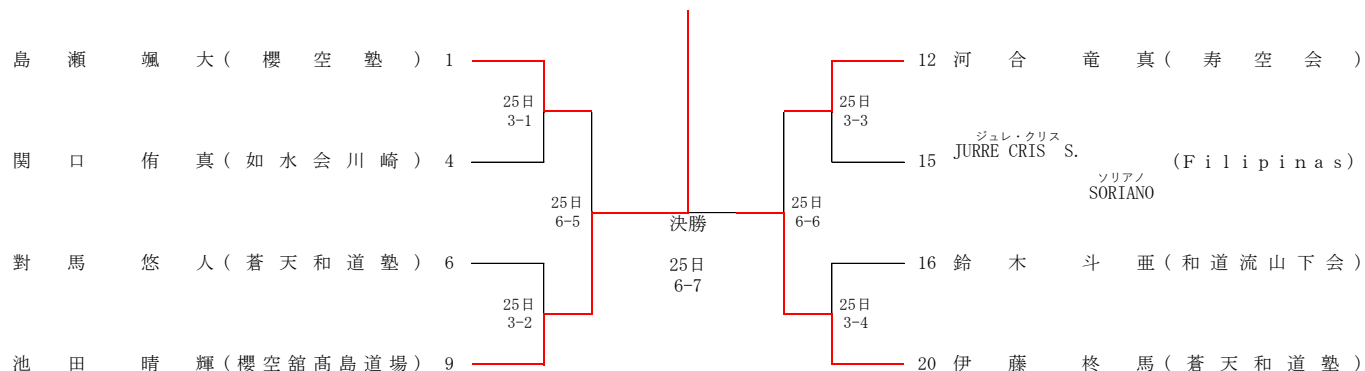 島瀬 颯大(櫻空塾) 1
25日
3-1
関口 侑真(如水会川崎) 4
25日
6-5
對馬 悠人(蒼天和道塾) 6
25日
3-2
池田 晴輝(櫻空舘髙島道場) 9
決勝
25日
6-7
12 河合 竜真(寿空会)
25日
3-3
ジュレ・クリス
15 JURRE CRIS S.
ソリアノ
SORIANO
(Filipinas)
25日
6-6
16 鈴木 斗亜(和道流山下会)
25日
3-4
20 伊藤 柊馬(蒼天和道塾)